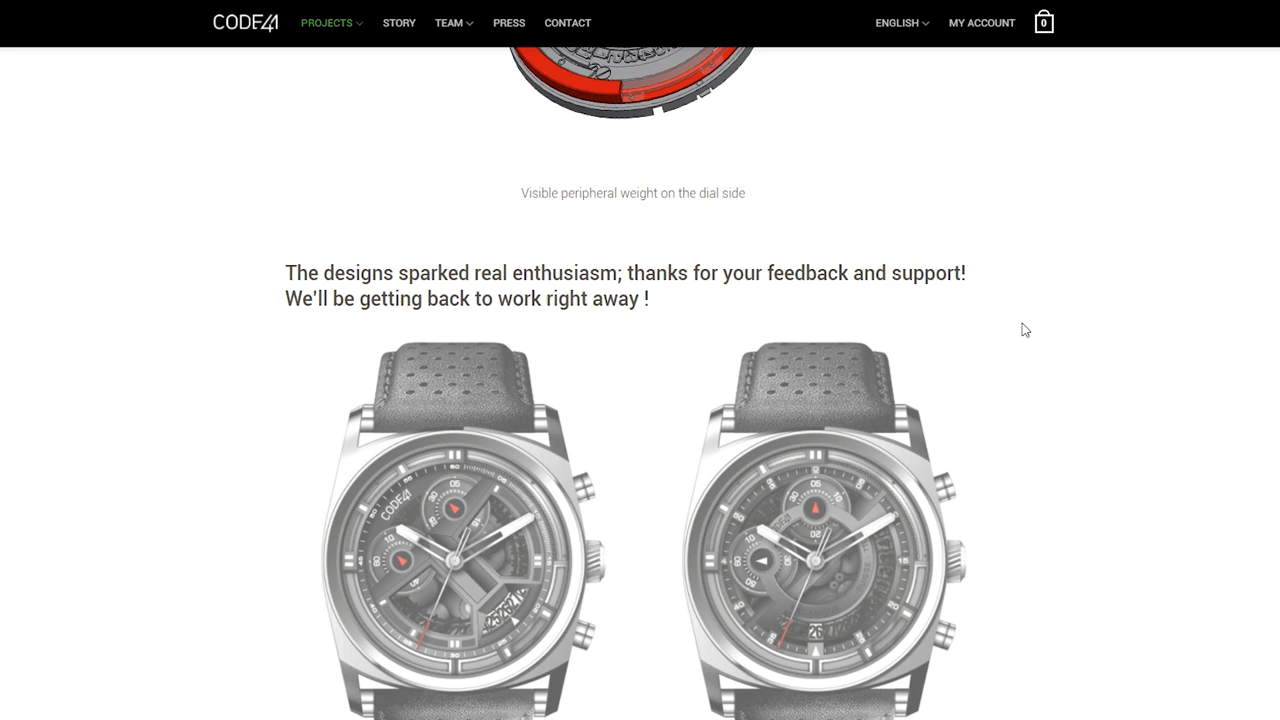 CODE41 PROJECTS STORY TEAM PRESS CONTACT ENGLISH MY ACCOUNT 0
Visible peripheral weight on the dial side
The designs sparked real enthusiasm; thanks for your feedback and support!
We'll be getting back to work right away !
CODE41